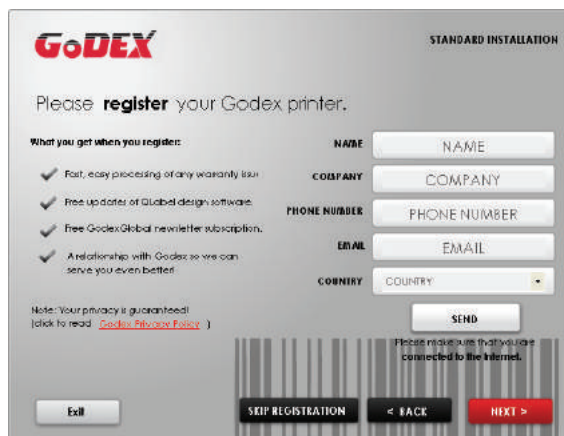 GoDEX
STANDARD INSTALLATION
Please register your Godex printer.
What you get when you register:
Fast, easy processing of any warranty issu
Free updates of QLabel design software.
Free GodexGlobal newsletter subscription.
A relationship with Godex so we can
serve you even better!
Note: Your privacy is guaranteed!
(click to read Godex Privacy Policy )
NAME NAME
COMPANY COMPANY
PHONE NUMBER PHONE NUMBER
EMAIL EMAIL
COUNTRY COUNTRY
SEND
Please make sure that you are
connected to the Internet.
Exit
SKIP REGISTRATION
< BACK
NEXT >